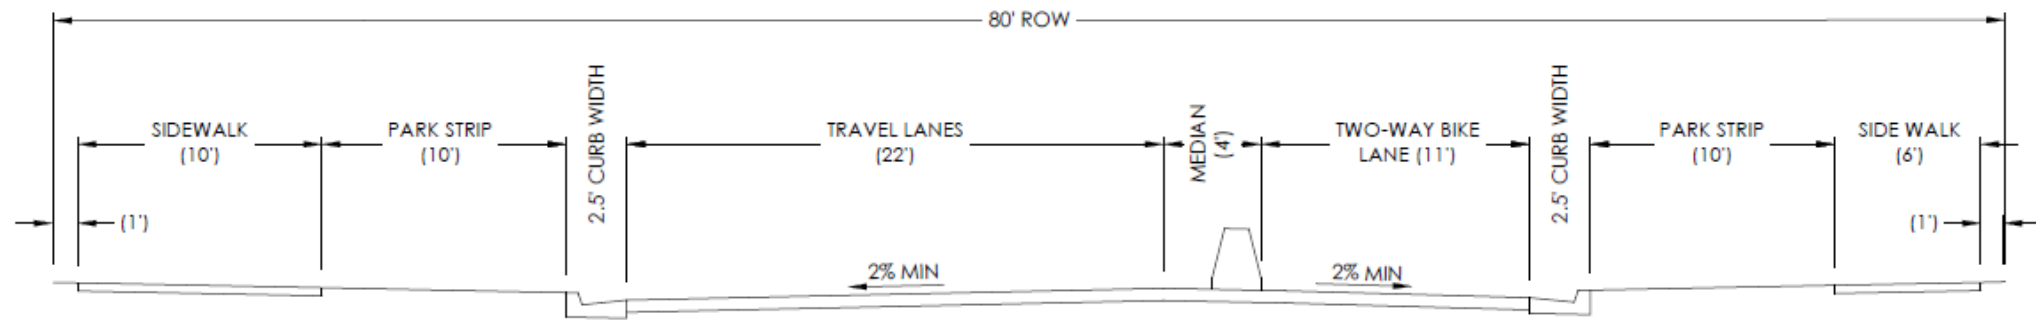 80' ROW
SIDEWALK
(10')
PARK STRIP
(10')
2.5' CURB WIDTH
TRAVEL LANES
(22')
MEDIAN
(4')
TWO-WAY BIKE
LANE (11')
2.5' CURB WIDTH
PARK STRIP
(10')
SIDE WALK
(6')
(1')
(1')
2% MIN
2% MIN